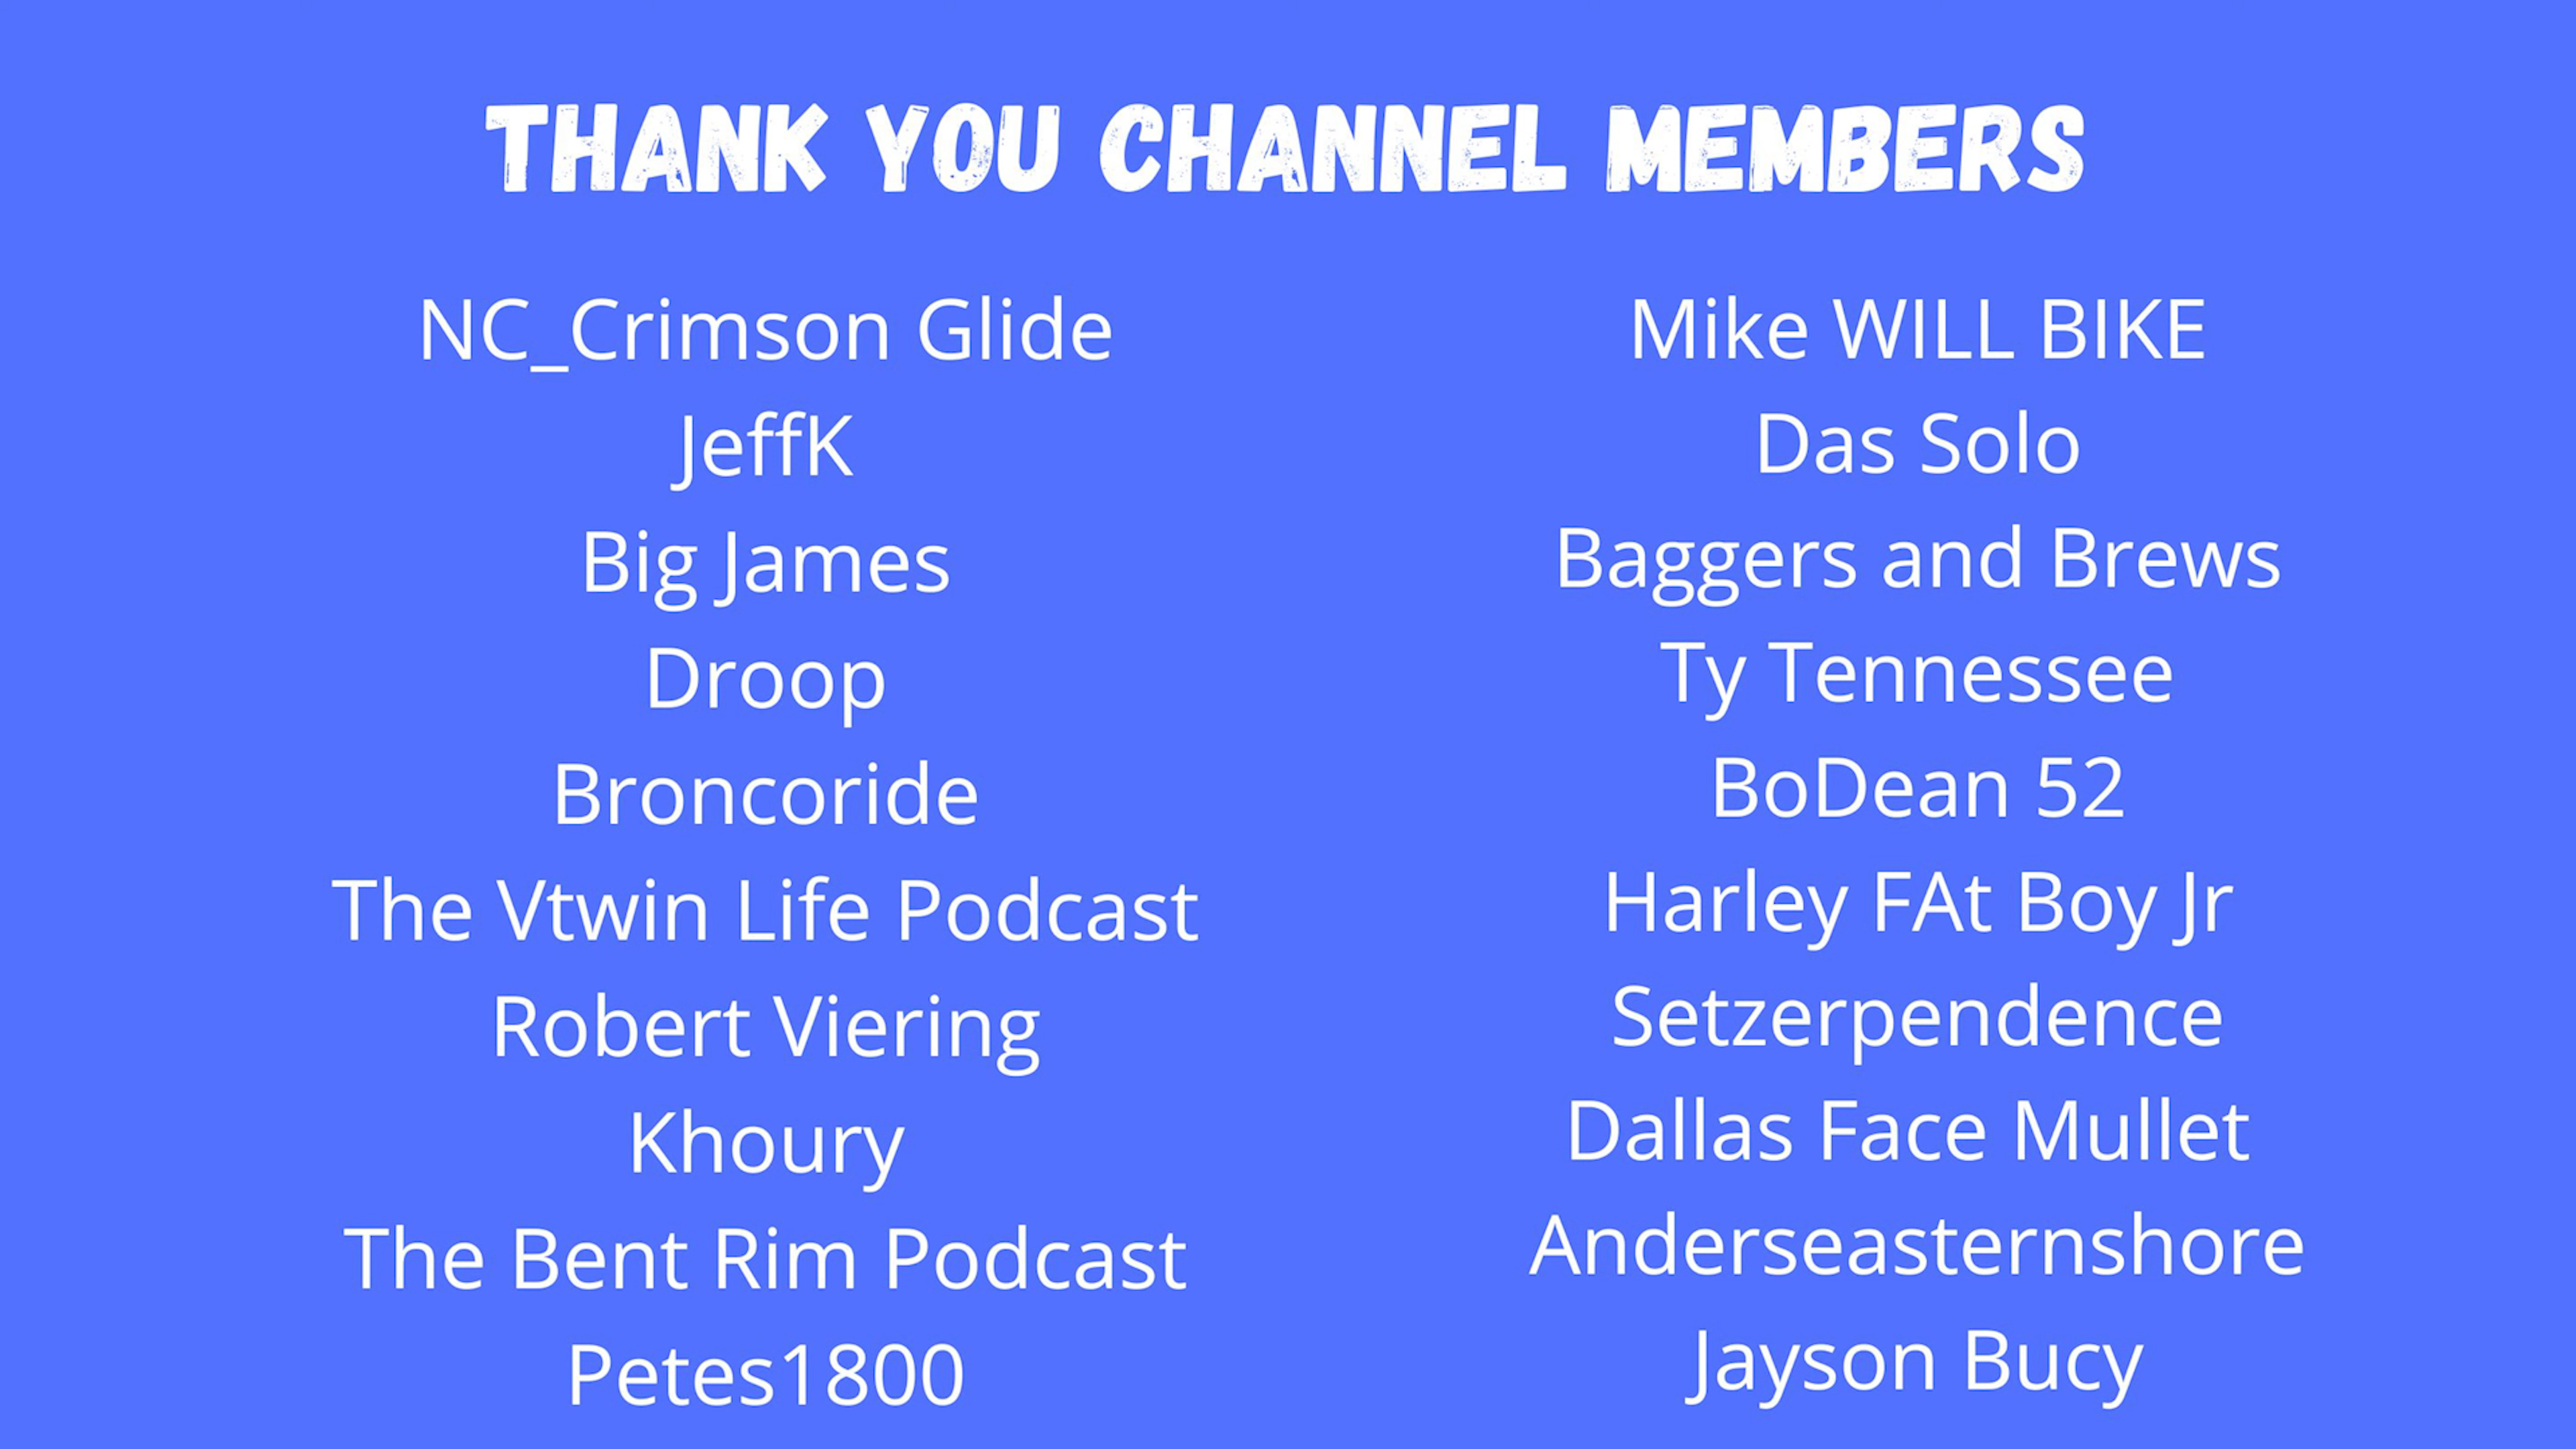 THANK YOU CHANNEL MEMBERS
NC_Crimson Glide
JeffK
Big James
Droop
Broncoride
The Vtwin Life Podcast
Robert Viering
Khoury
The Bent Rim Podcast
Petes1800
Mike WILL BIKE
Das Solo
Baggers and Brews
Ty Tennessee
BoDean 52
Harley FAt Boy Jr
Setzerpendence
Dallas Face Mullet
Anderseasternshore
Jayson Bucy